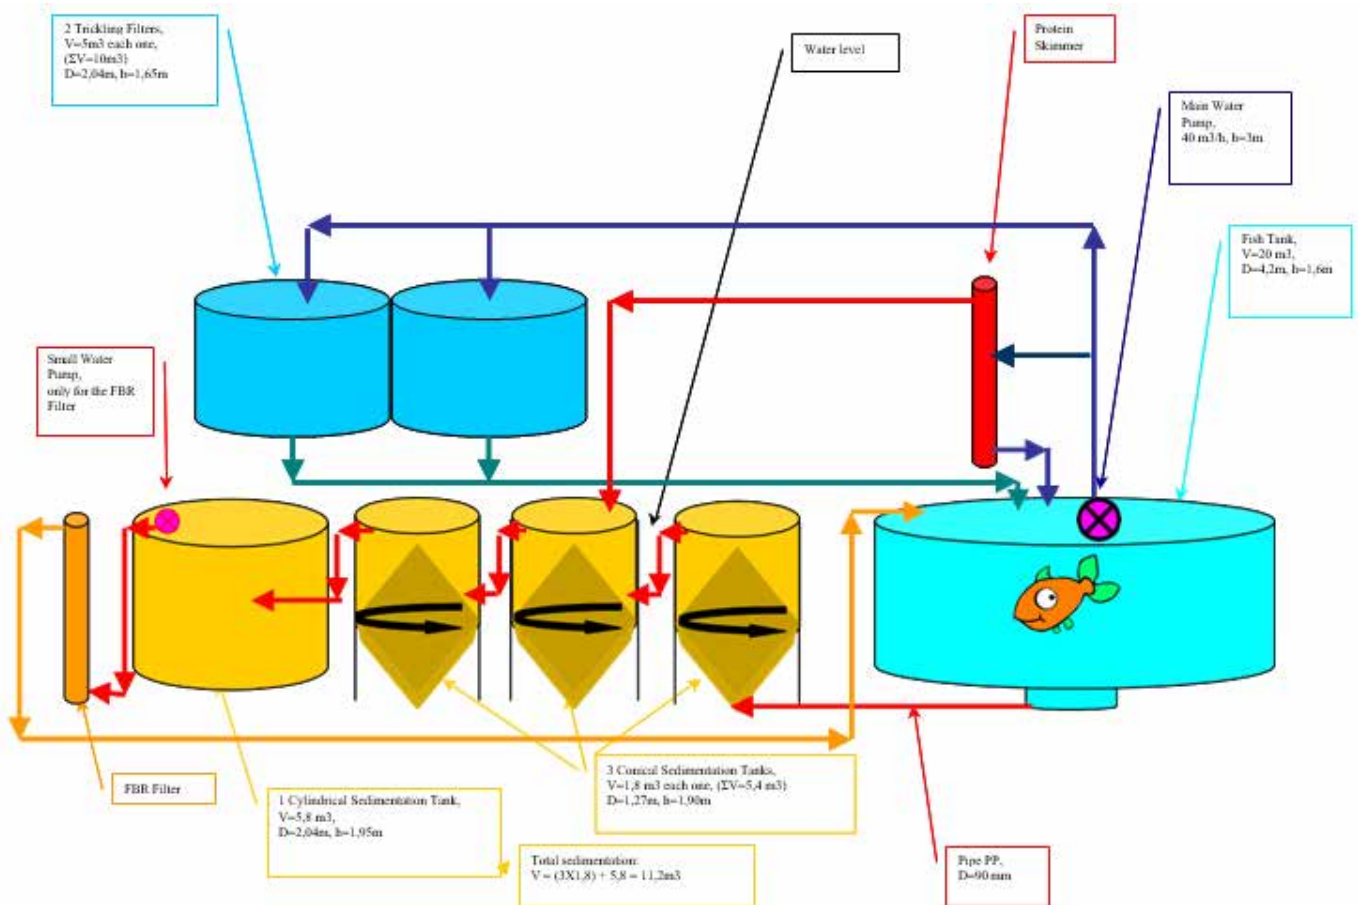 2 Trickling Filters,
V=5m3 each one,
(ΣV=10m3)
D=2,04m, h=1,65m
Water level
Protein
Skimmer
Main Water
Pump,
40 m3/h, h=3m
Fish Tank,
V=20 m3,
D=4,2m, h=1,6m
Small Water
Pump,
only for the FBR
Filter
FBR Filter
1 Cylindrical Sedimentation Tank,
V=5,8 m3,
D=2,04m, h=1,95m
3 Conical Sedimentation Tanks,
V=1,8 m3 each one, (ΣV=5,4 m3)
D=1,27m, h=1,90m
Total sedimentation:
V = (3X1,8) + 5,8 = 11,2m3
Pipe PP,
D=90mm